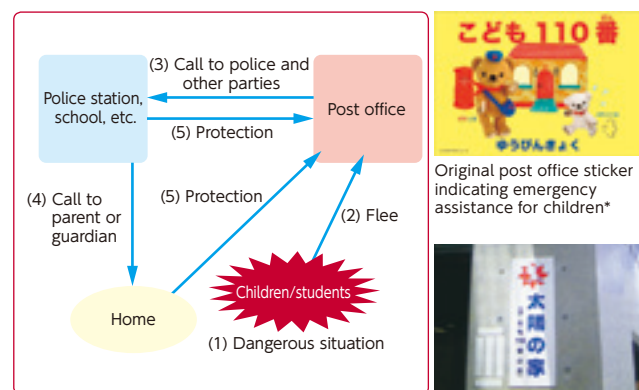 (3) Call to police and
other parties
Police station,
school, etc.
Post office
(5) Protection
(4) Call to
parent or
guardian
(5) Protection
(2) Flee
Children/students
Home
(1) Dangerous situation
こども110番
ゆうびんきょく
Original post office sticker
indicating emergency
assistance for children*
太陽の家